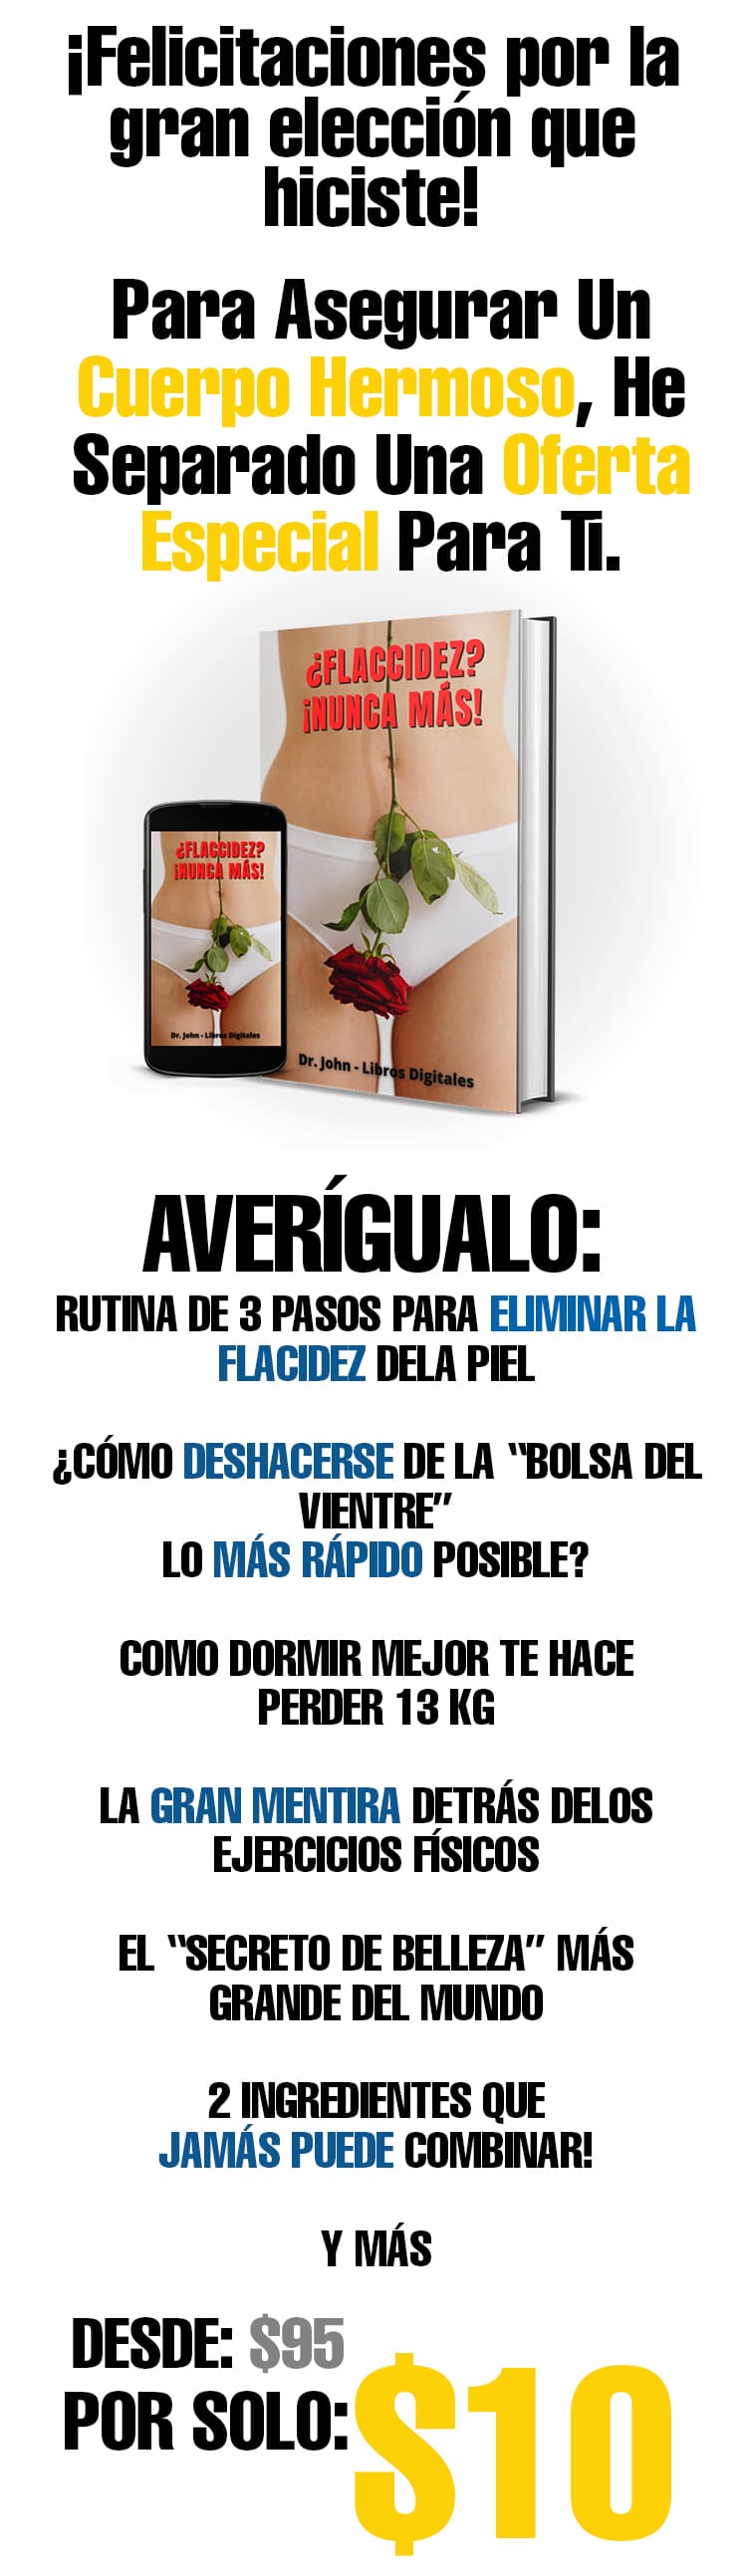 ¡Felicitaciones por la
gran elección que
hiciste!
Para Asegurar Un
Cuerpo Hermoso, He
Separado Una Oferta
Especial Para Ti.
¿FLACCIDEZ?
¡NUNCA MÁS!
Dr. John - Libros Digitales
¿FLACCIDEZ?
¡NUNCA MÁS!
Dr. John - Libros Digitales
AVERÍGUALO:
RUTINA DE 3 PASOS PARA ELIMINAR LA
FLACIDEZ DELA PIEL
¿CÓMO DESHACERSE DE LA “BOLSA DEL
VIENTRE”
LO MÁS RÁPIDO POSIBLE?
COMO DORMIR MEJOR TE HACE
PERDER 13 KG
LA GRAN MENTIRA DETRÁS DELOS
EJERCICIOS FÍSICOS
EL “SECRETO DE BELLEZA” MÁS
GRANDE DEL MUNDO
2 INGREDIENTES QUE
JAMÁS PUEDE COMBINAR!
Y MÁS
DESDE: $95
POR SOLO: $10